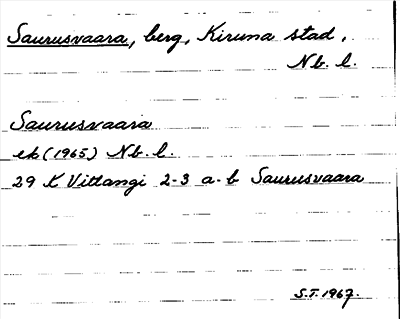 Saurusvaara, berg, Kiruna stad,
Nb. l.
Saurusvaara
ek (1965) Nb. l.
29 K Vittangi 2-3 a-b Saurusvaara
S.T. 1967.